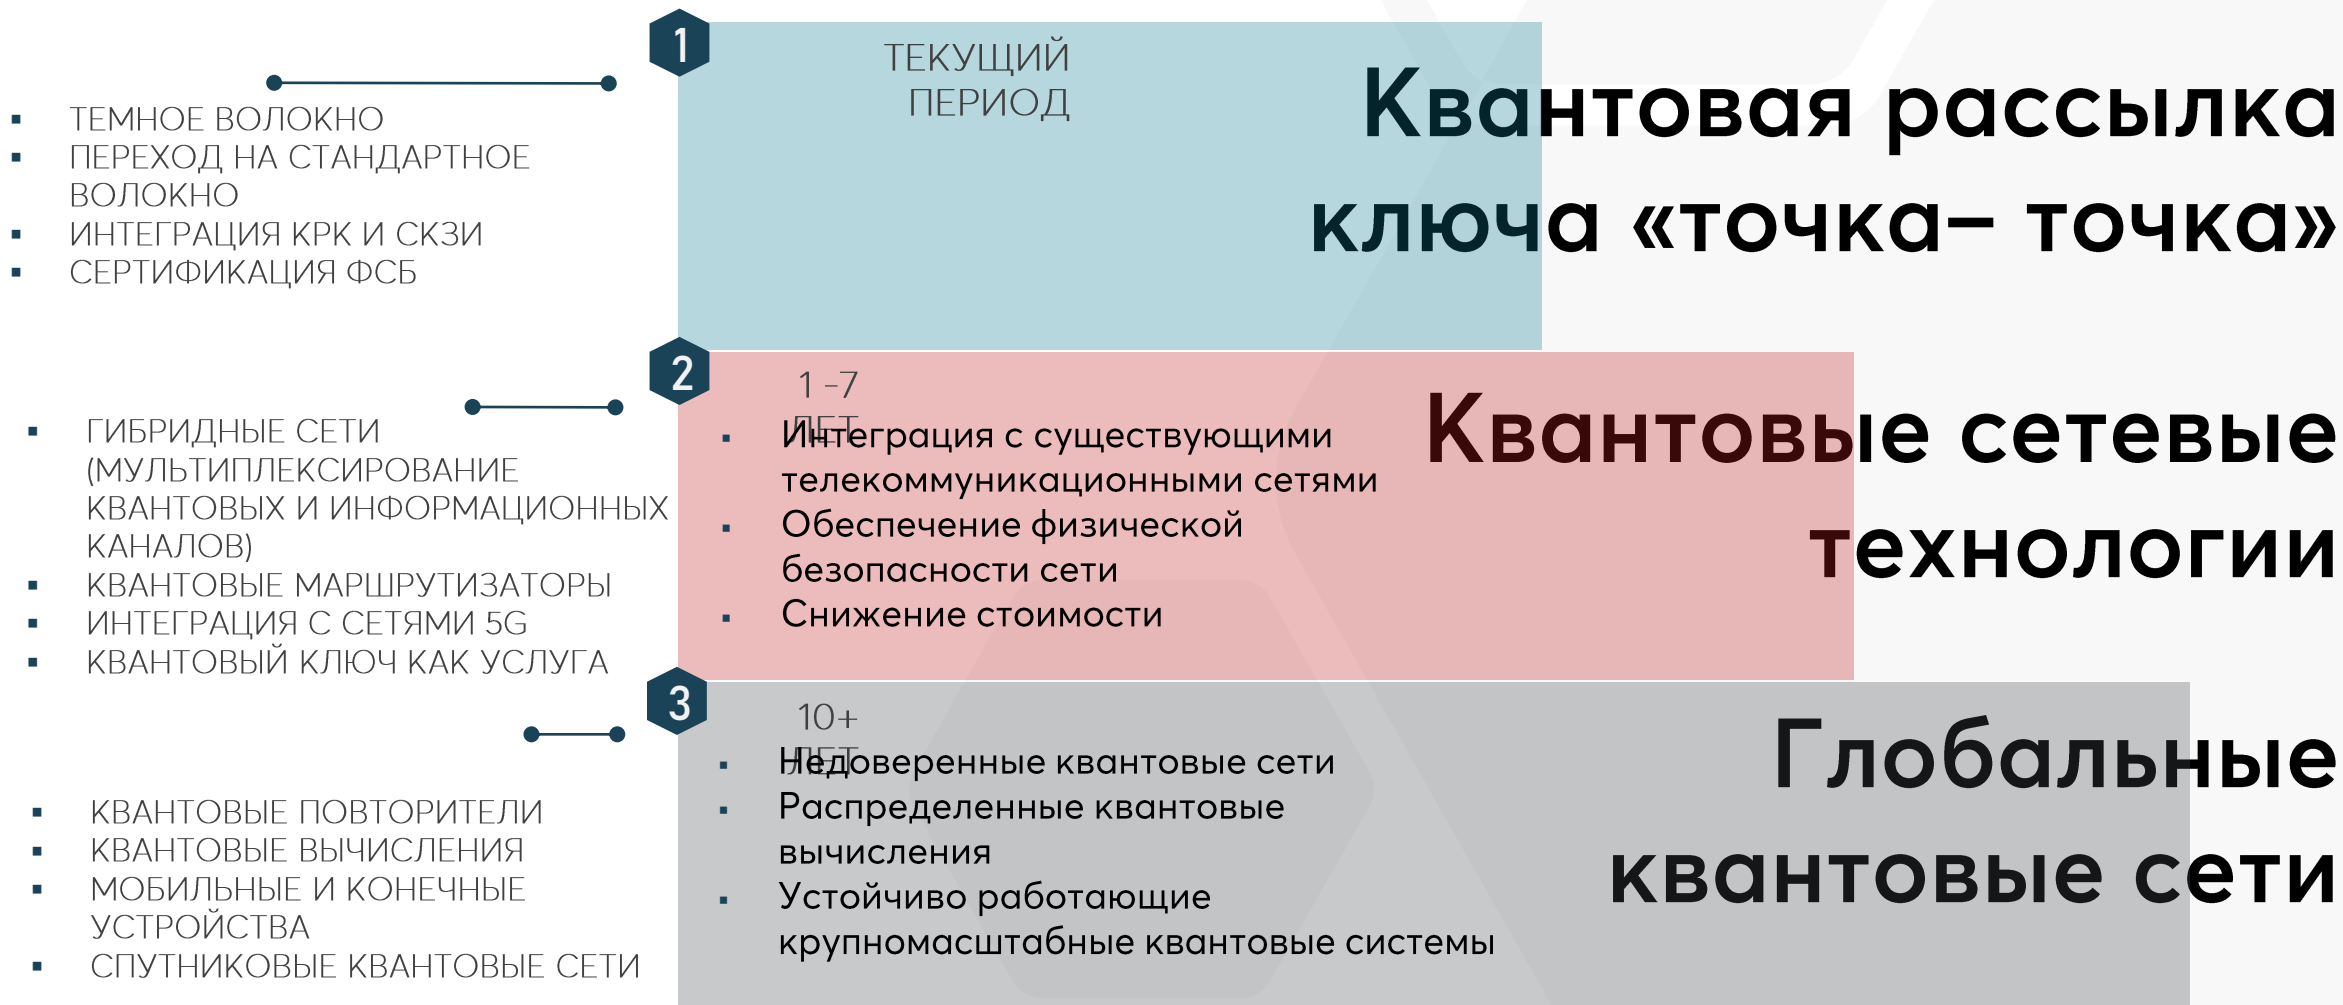 1
ТЕКУЩИЙ
ПЕРИОД
Квантовая рассылка
ключа «точка– точка»
ТЕМНОЕ ВОЛОКНО
ПЕРЕХОД НА СТАНДАРТНОЕ
ВОЛОКНО
ИНТЕГРАЦИЯ КРК И СКЗИ
СЕРТИФИКАЦИЯ ФСБ
2
1 –7
ЛЕТ
Квантовые сетевые
технологии
ГИБРИДНЫЕ СЕТИ
(МУЛЬТИПЛЕКСИРОВАНИЕ
КВАНТОВЫХ И ИНФОРМАЦИОННЫХ
КАНАЛОВ)
КВАНТОВЫЕ МАРШРУТИЗАТОРЫ
ИНТЕГРАЦИЯ С СЕТЯМИ 5G
КВАНТОВЫЙ КЛЮЧ КАК УСЛУГА
Интеграция с существующими
телекоммуникационными сетями
Обеспечение физической
безопасности сети
Снижение стоимости
3
10+
ЛЕТ
Глобальные
квантовые сети
КВАНТОВЫЕ ПОВТОРИТЕЛИ
КВАНТОВЫЕ ВЫЧИСЛЕНИЯ
МОБИЛЬНЫЕ И КОНЕЧНЫЕ
УСТРОЙСТВА
СПУТНИКОВЫЕ КВАНТОВЫЕ СЕТИ
Недоверенные квантовые сети
Распределенные квантовые
вычисления
Устойчиво работающие
крупномасштабные квантовые системы